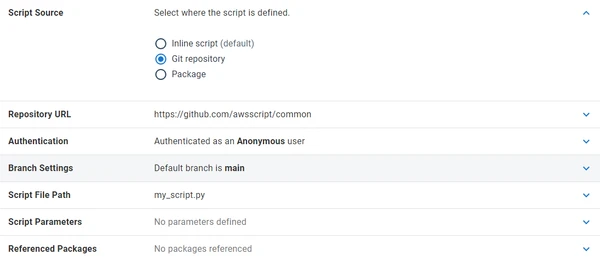 Script Source Select where the script is defined.
Inline script (default)
Git repository
Package
Repository URL https://github.com/awsscript/common
Authentication Authenticated as an Anonymous user
Branch Settings Default branch is main
Script File Path my_script.py
Script Parameters No parameters defined
Referenced Packages No packages referenced